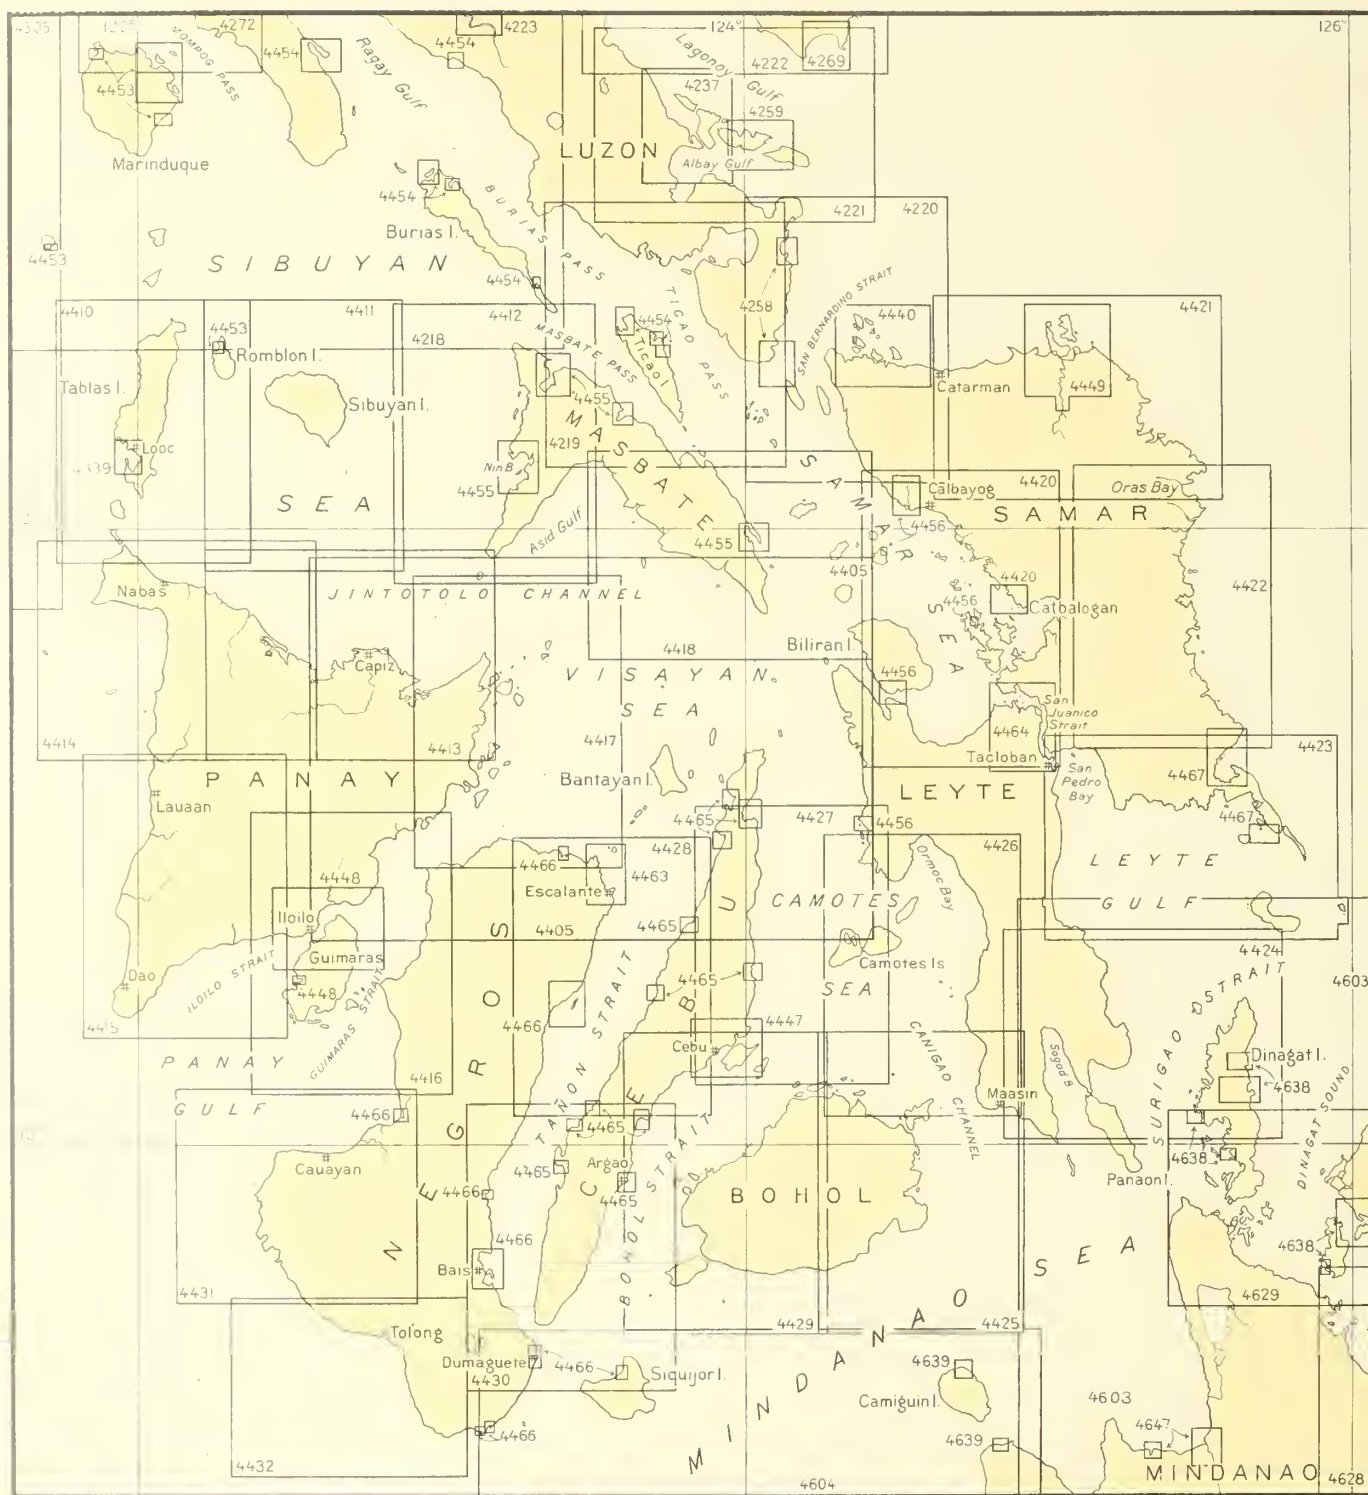 4305
122°
4272
4223
124°
126°
MOMPOG PASS
4454
Ragay Gulf
4454
Lagonoy Gulf
4222
4269
4453
4237
4259
Marinduque
LUZON
Albay Gulf
4454
BURIAS PASS
4221
4220
Burias I.
4453
SIBUYAN
4454
TICAO PASS
4258
SAN BERNARDINO STRAIT
4410
4411
4412
4440
4421
4453
4218
4454
MASBATE PASS
Romblon I.
Ticao I
Catarman
4449
Tablas I.
Sibuyan I.
4455
MASBATE
Looc
4219
4439
Nin B.
4455
SAMAR
4420
Oras Bay
Calbayog
SEA
SAMAR
4456
Asid Gulf
4455
4405
4422
Nabas
JINTOTOLO CHANNEL
4420
4456
Catbalogan
SEA
Biliran I.
Capiz
4418
VISAYAN
4456
SEA
San Juanico Strait
4464
4414
4413
4417
Tacloban
4423
PANAY
Bantayan I.
LEYTE
San Pedro Bay
4467
Lauaan
4465
4427
4456
4467
4428
4426
4466
LEYTE
4448
Escalante
4463
Ormoc Bay
CAMOTES
GULF
Iloilo
4405
4465
4424
Guimaras
Camotes Is
ILOILO STRAIT
Dao
4448
4465
SEA
4603
4415
GUIMARAS STRAIT
4466
TAÑON STRAIT
4447
CANIGAO CHANNEL
SURIGAO STRAIT
PANAY
Cebu
Sogod B
Dinagat I.
4416
4638
GULF
Maasin
DINAGAT SOUND
4466
4465
Cauayan
4465
Argao
4638
4466
4465
Panaon I.
NEGROS
CEBU
BOHOL STRAIT
BOHOL
4466
Bais
4638
SEA
4431
4629
Tolong
4429
4425
Dumaguete
4466
Siquijor I.
4639
4430
MINDANAO
Camiguin I.
4603
4466
4639
4647
4432
MINDANAO
4604
4628